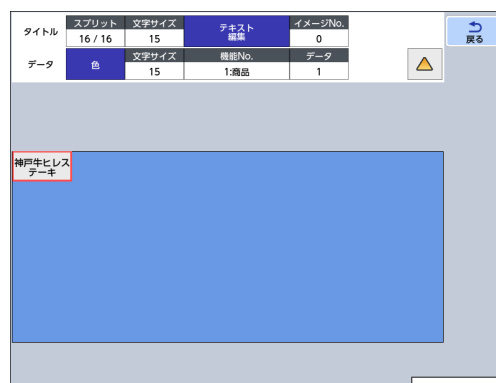 タイトル
スプリット 文字サイズ テキスト 編集 イメージNo.
16 / 16 15 0
戻る
データ
色 文字サイズ 機能No. データ
15 1:商品 1
神戸牛ヒレス
テーキ